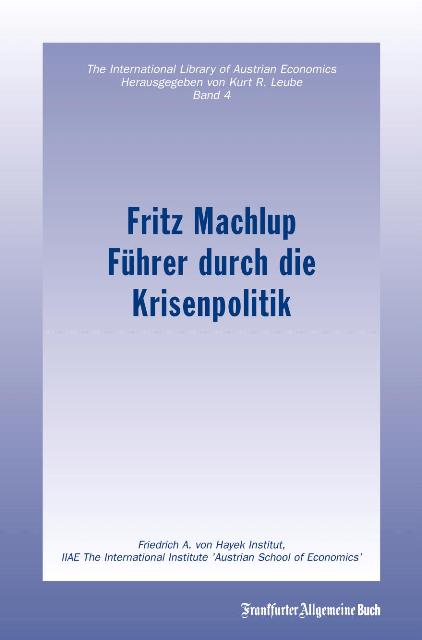 The International Library of Austrian Economics
Herausgegeben von Kurt R. Leube
Band 4
Fritz Machlup
Führer durch die
Krisenpolitik
Friedrich A. von Hayek Institut,
IIAE The International Institute 'Austrian School of Economics'
Frankfurter Allgemeine Buch